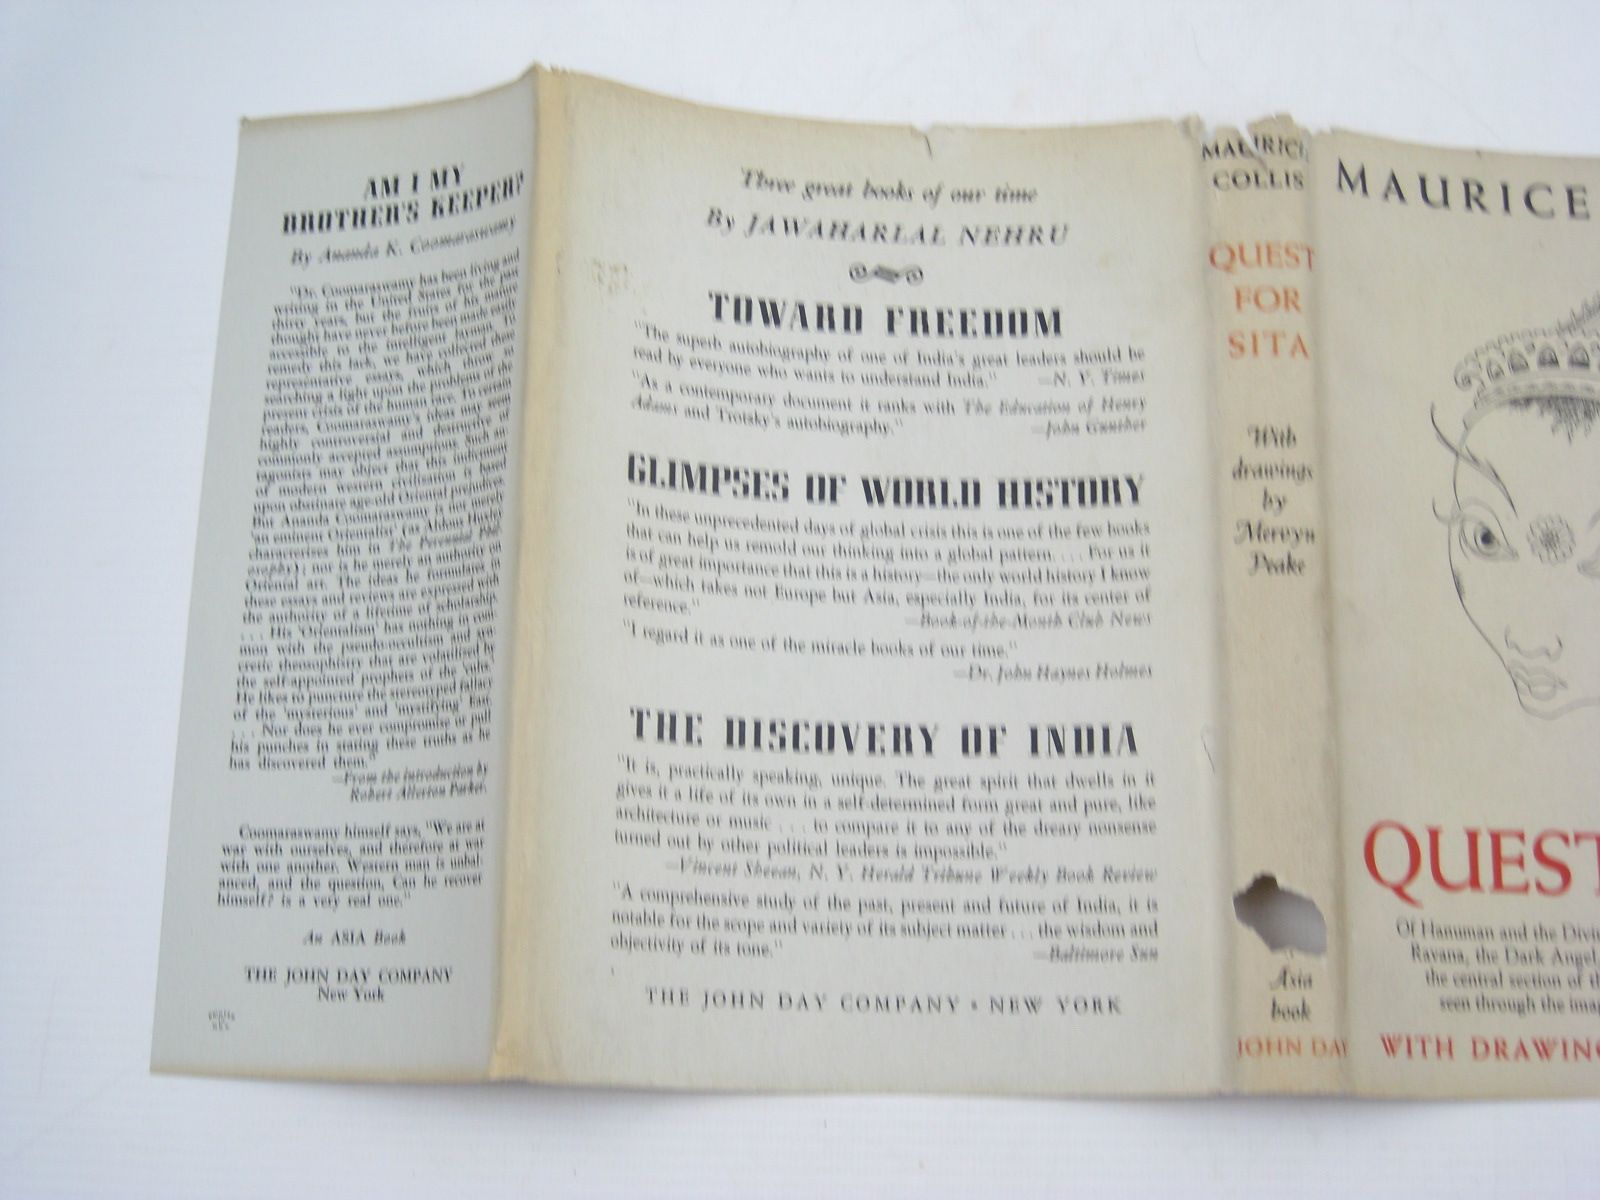 AM I MY
BROTHER'S KEEPER?
By Ananda K. Coomaraswamy
"Dr. Coomaraswamy has been living and
writing in the United States for the past
thirty years, but the fruits of his mature
thought have never before been made easily
accessible to the intelligent layman. To
remedy this lack, we have collected these
representative essays, which throw so
searching a light upon the problems of the
present crisis of the human race. To certain
readers, Coomaraswamy's ideas may seem
highly controversial and destructive of
commonly accepted assumptions. Such an-
tagonists may object that this indictment
of modern western civilisation is based
upon obstinate age-old Oriental prejudices.
But Ananda Coomaraswamy is not merely
'an eminent Orientalist' (as Aldous Huxley
characterises him in The Perennial Phil-
osophy); nor is he merely an authority on
Oriental art. The ideas he formulates in
these essays and reviews are expressed with
the authority of a lifetime of scholarship.
. . . His 'Orientalism' has nothing in com-
mon with the pseudo-occultism and syn-
cretic theosophistry that are volatilised by
the self-appointed prophets of the 'cults.'
He likes to puncture the stereotyped fallacy
of the 'mysterious' and 'mystifying' East.
. . . Nor does he ever compromise or pull
his punches in stating these truths as he
has discovered them."
—From the introduction by
Robert Allerton Parker.
Coomaraswamy himself says, "We are at
war with ourselves, and therefore at war
with one another. Western man is unbal-
anced, and the question, Can he recover
himself? is a very real one."
An ASIA Book
THE JOHN DAY COMPANY
New York
Three great books of our time
By JAWAHARLAL NEHRU
TOWARD FREEDOM
"The superb autobiography of one of India's great leaders should be
read by everyone who wants to understand India." —N. Y. Times
"As a contemporary document it ranks with The Education of Henry
Adams and Trotsky's autobiography." —John Gunther
GLIMPSES OF WORLD HISTORY
"In these unprecedented days of global crisis this is one of the few books
that can help us remold our thinking into a global pattern. . . . For us it
is of great importance that this is a history—the only world history I know
of—which takes not Europe but Asia, especially India, for its center of
reference." —Book-of-the-Month Club News
"I regard it as one of the miracle books of our time."
—Dr. John Haynes Holmes
THE DISCOVERY OF INDIA
"It is, practically speaking, unique. The great spirit that dwells in it
gives it a life of its own in a self-determined form great and pure, like
architecture or music . . . to compare it to any of the dreary nonsense
turned out by other political leaders is impossible."
—Vincent Sheean, N. Y. Herald Tribune Weekly Book Review
"A comprehensive study of the past, present and future of India, it is
notable for the scope and variety of its subject matter . . . the wisdom and
objectivity of its tone." —Baltimore Sun
THE JOHN DAY COMPANY • NEW YORK
MAURICE
COLLIS
QUEST
FOR
SITA
With
drawings
by
Mervyn
Peake
Asia
book
JOHN DAY
MAURICE
QUEST
Of Hanuman and the Divi
Ravana, the Dark Angel,
the central section of th
seen through the imag
WITH DRAWING